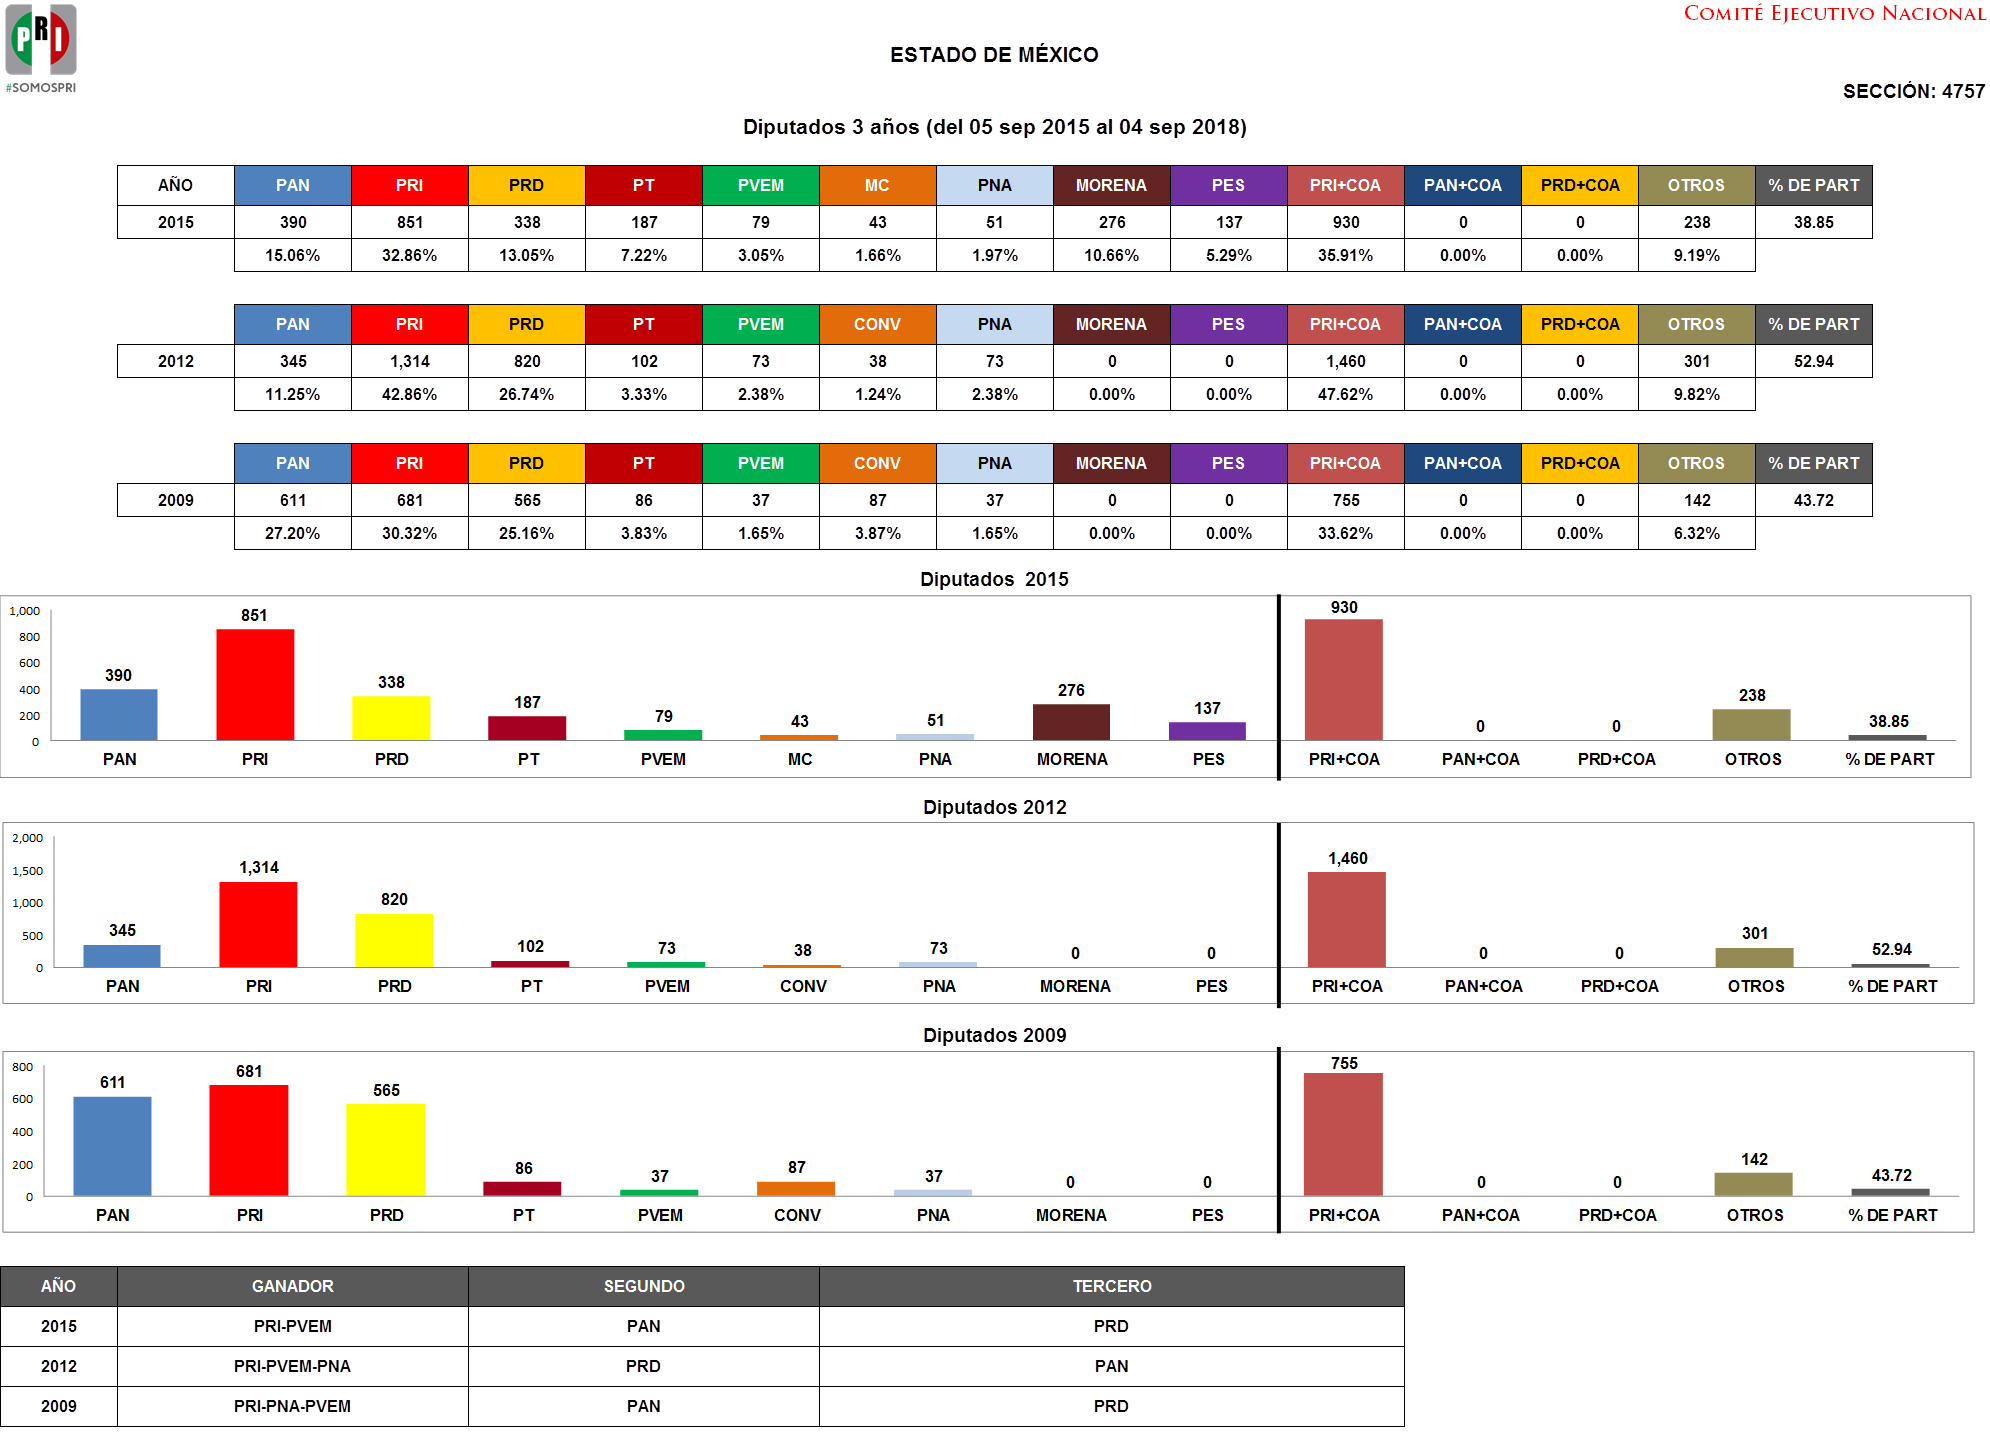 PRI
#SOMOSPRI
COMITÉ EJECUTIVO NACIONAL
ESTADO DE MÉXICO
SECCIÓN: 4757
Diputados 3 años (del 05 sep 2015 al 04 sep 2018)
AÑO PAN PRI PRD PT PVEM MC PNA MORENA PES PRI+COA PAN+COA PRD+COA OTROS % DE PART
2015 390 851 338 187 79 43 51 276 137 930 0 0 238 38.85
15.06% 32.86% 13.05% 7.22% 3.05% 1.66% 1.97% 10.66% 5.29% 35.91% 0.00% 0.00% 9.19%
PAN PRI PRD PT PVEM CONV PNA MORENA PES PRI+COA PAN+COA PRD+COA OTROS % DE PART
2012 345 1,314 820 102 73 38 73 0 0 1,460 0 0 301 52.94
11.25% 42.86% 26.74% 3.33% 2.38% 1.24% 2.38% 0.00% 0.00% 47.62% 0.00% 0.00% 9.82%
PAN PRI PRD PT PVEM CONV PNA MORENA PES PRI+COA PAN+COA PRD+COA OTROS % DE PART
2009 611 681 565 86 37 87 37 0 0 755 0 0 142 43.72
27.20% 30.32% 25.16% 3.83% 1.65% 3.87% 1.65% 0.00% 0.00% 33.62% 0.00% 0.00% 6.32%
Diputados 2015
1,000
800
600
400
200
0
390 851 338 187 79 43 51 276 137 930 0 0 238 38.85
PAN PRI PRD PT PVEM MC PNA MORENA PES PRI+COA PAN+COA PRD+COA OTROS % DE PART
Diputados 2012
2,000
1,500
1,000
500
0
345 1,314 820 102 73 38 73 0 0 1,460 0 0 301 52.94
PAN PRI PRD PT PVEM CONV PNA MORENA PES PRI+COA PAN+COA PRD+COA OTROS % DE PART
Diputados 2009
800
600
400
200
0
611 681 565 86 37 87 37 0 0 755 0 0 142 43.72
PAN PRI PRD PT PVEM CONV PNA MORENA PES PRI+COA PAN+COA PRD+COA OTROS % DE PART
AÑO GANADOR SEGUNDO TERCERO
2015 PRI-PVEM PAN PRD
2012 PRI-PVEM-PNA PRD PAN
2009 PRI-PNA-PVEM PAN PRD